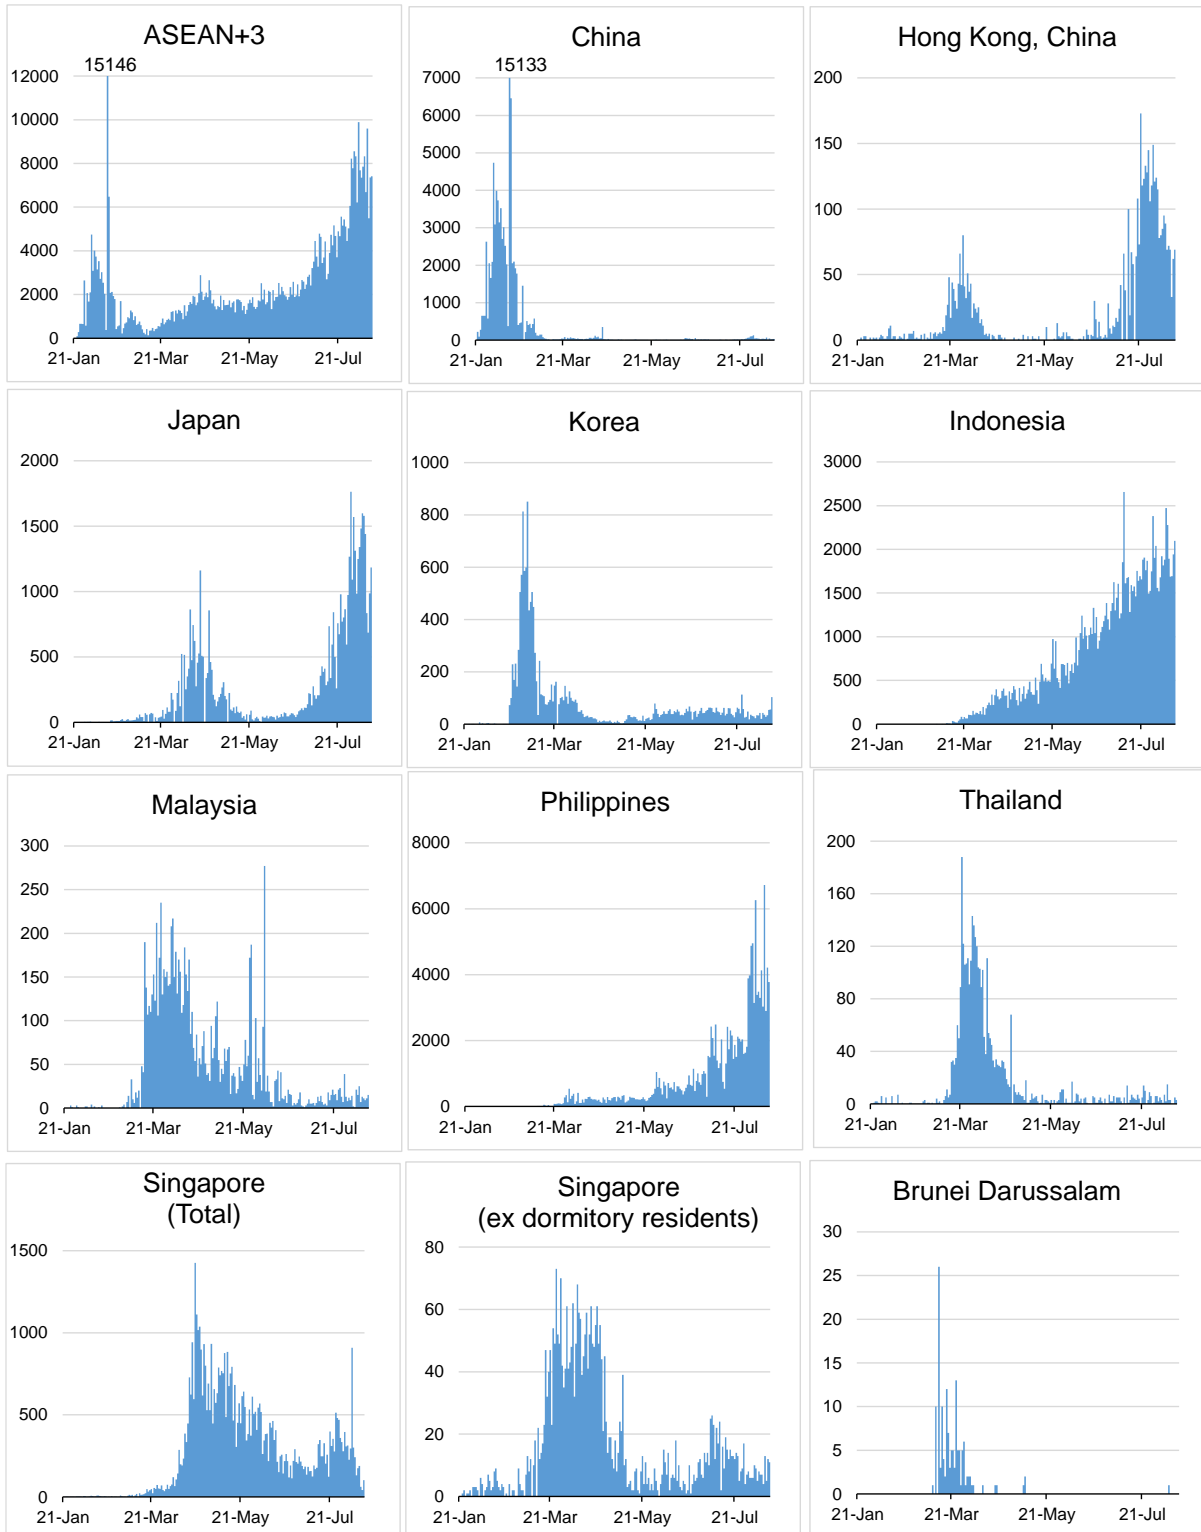 ASEAN+3
15146
12000
10000
8000
6000
4000
2000
0
21-Jan
21-Mar
21-May
21-Jul
China
15133
7000
6000
5000
4000
3000
2000
1000
0
21-Jan
21-Mar
21-May
21-Jul
Hong Kong, China
200
150
100
50
0
21-Jan
21-Mar
21-May
21-Jul
Japan
2000
1500
1000
500
0
21-Jan
21-Mar
21-May
21-Jul
Korea
1000
800
600
400
200
0
21-Jan
21-Mar
21-May
21-Jul
Indonesia
3000
2500
2000
1500
1000
500
0
21-Jan
21-Mar
21-May
21-Jul
Malaysia
300
250
200
150
100
50
0
21-Jan
21-Mar
21-May
21-Jul
Philippines
8000
6000
4000
2000
0
21-Jan
21-Mar
21-May
21-Jul
Thailand
200
160
120
80
40
0
21-Jan
21-Mar
21-May
21-Jul
Singapore
(Total)
1500
1000
500
0
21-Jan
21-Mar
21-May
21-Jul
Singapore
(ex dormitory residents)
80
60
40
20
0
21-Jan
21-Mar
21-May
21-Jul
Brunei Darussalam
30
25
20
15
10
5
0
21-Jan
21-Mar
21-May
21-Jul